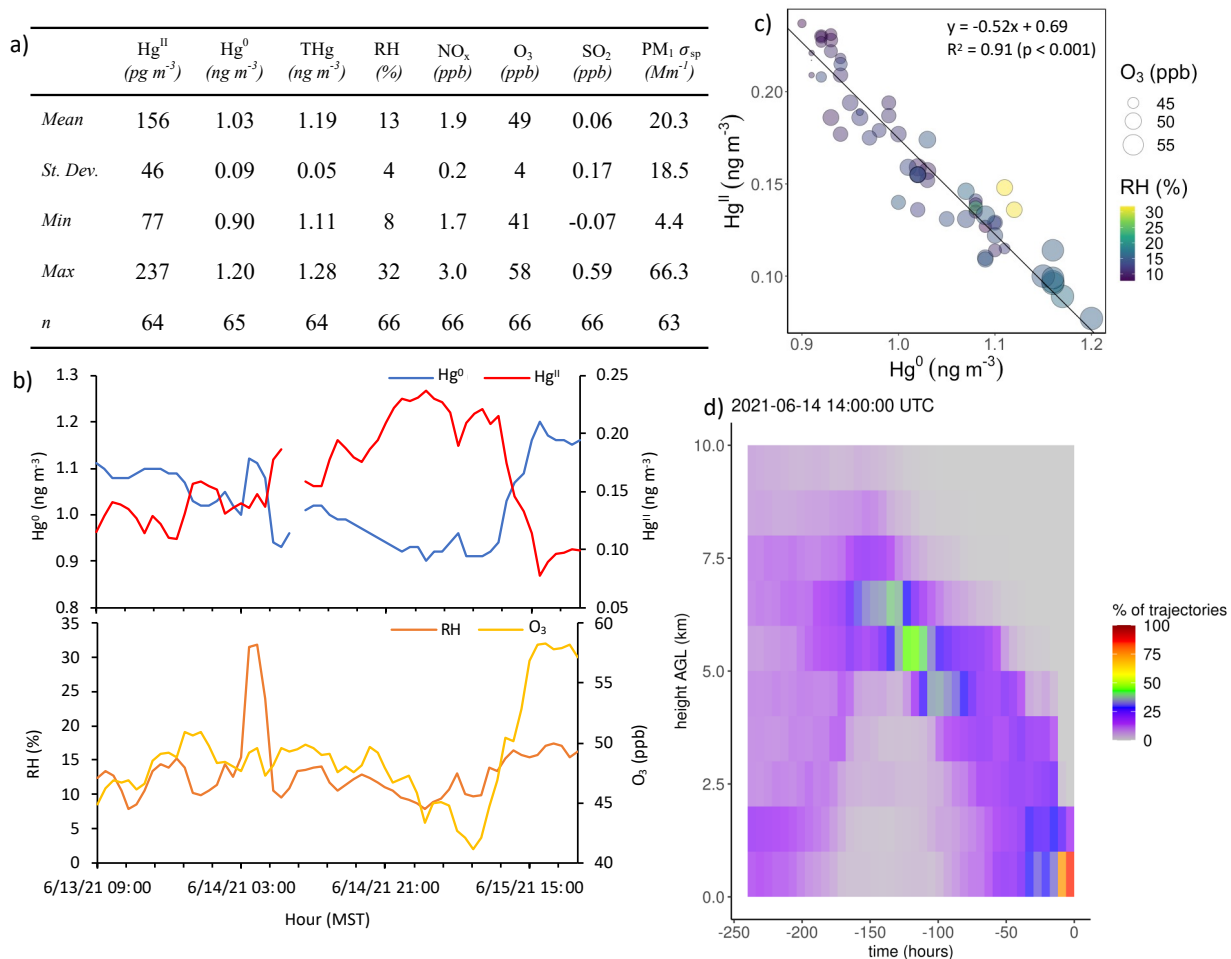 a)
Hg^II Hg^0 THg RH NOx O3 SO2 PM1 σsp
(pg m-3) (ng m-3) (ng m-3) (%) (ppb) (ppb) (ppb) (Mm-1)
Mean 156 1.03 1.19 13 1.9 49 0.06 20.3
St. Dev. 46 0.09 0.05 4 0.2 4 0.17 18.5
Min 77 0.90 1.11 8 1.7 41 -0.07 4.4
Max 237 1.20 1.28 32 3.0 58 0.59 66.3
n 64 65 64 66 66 66 66 63
c)
y = -0.52x + 0.69
R² = 0.91 (p < 0.001)
0.20
0.15
0.10
Hg^II (ng m-3)
0.9 1.0 1.1 1.2
Hg^0 (ng m-3)
O3 (ppb)
45
50
55
RH (%)
30
25
20
15
10
b)
Hg^0 Hg^II
1.3
1.2
1.1
1.0
0.9
0.8
Hg^0 (ng m-3)
0.25
0.20
0.15
0.10
0.05
Hg^II (ng m-3)
RH O3
35
30
25
20
15
10
5
0
RH (%)
60
55
50
45
40
O3 (ppb)
6/13/21 09:00 6/14/21 03:00 6/14/21 21:00 6/15/21 15:00
Hour (MST)
d) 2021-06-14 14:00:00 UTC
10.0
7.5
5.0
2.5
0.0
height AGL (km)
-250 -200 -150 -100 -50 0
time (hours)
% of trajectories
100
75
50
25
0